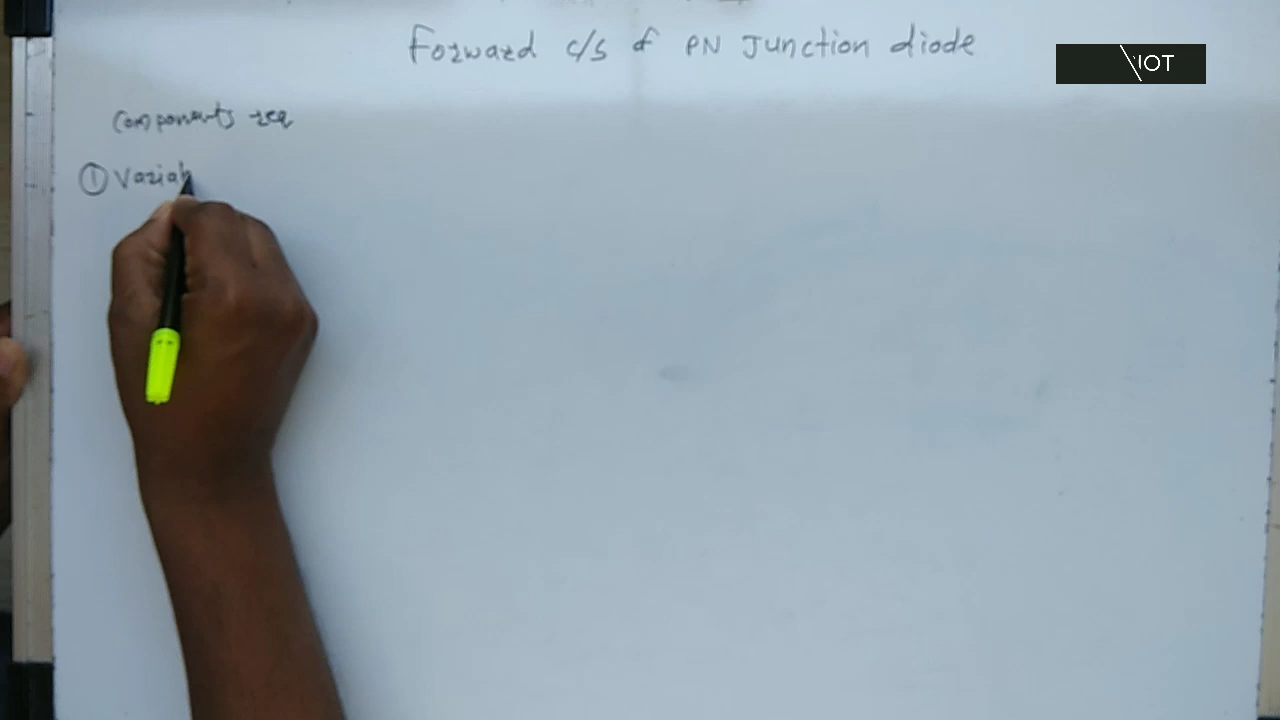 Forward c/s of PN Junction diode
IOT
Components req
① Variab